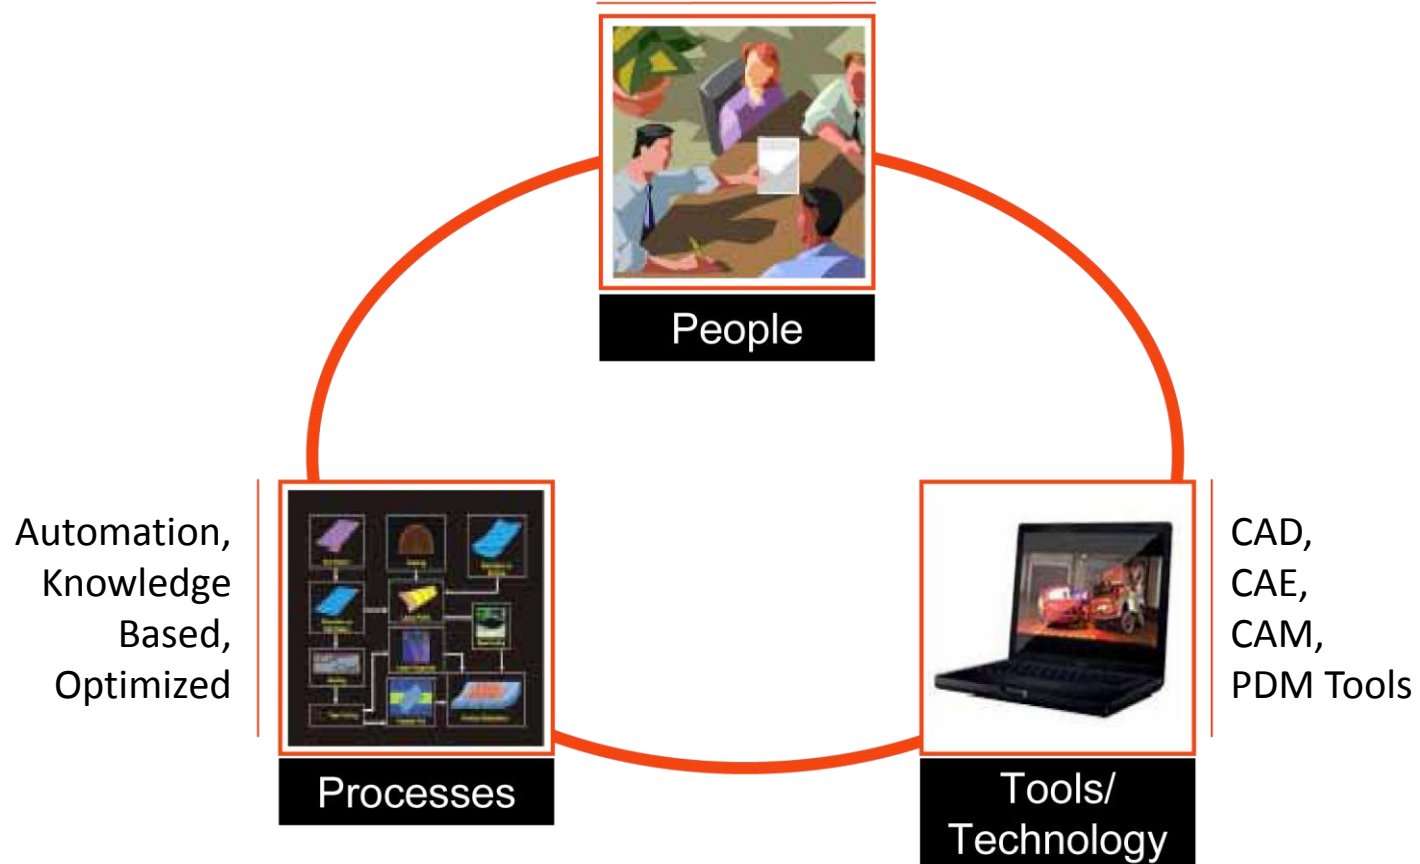 People
Automation,
Knowledge
Based,
Optimized
Processes
CAD,
CAE,
CAM,
PDM Tools
Tools/
Technology